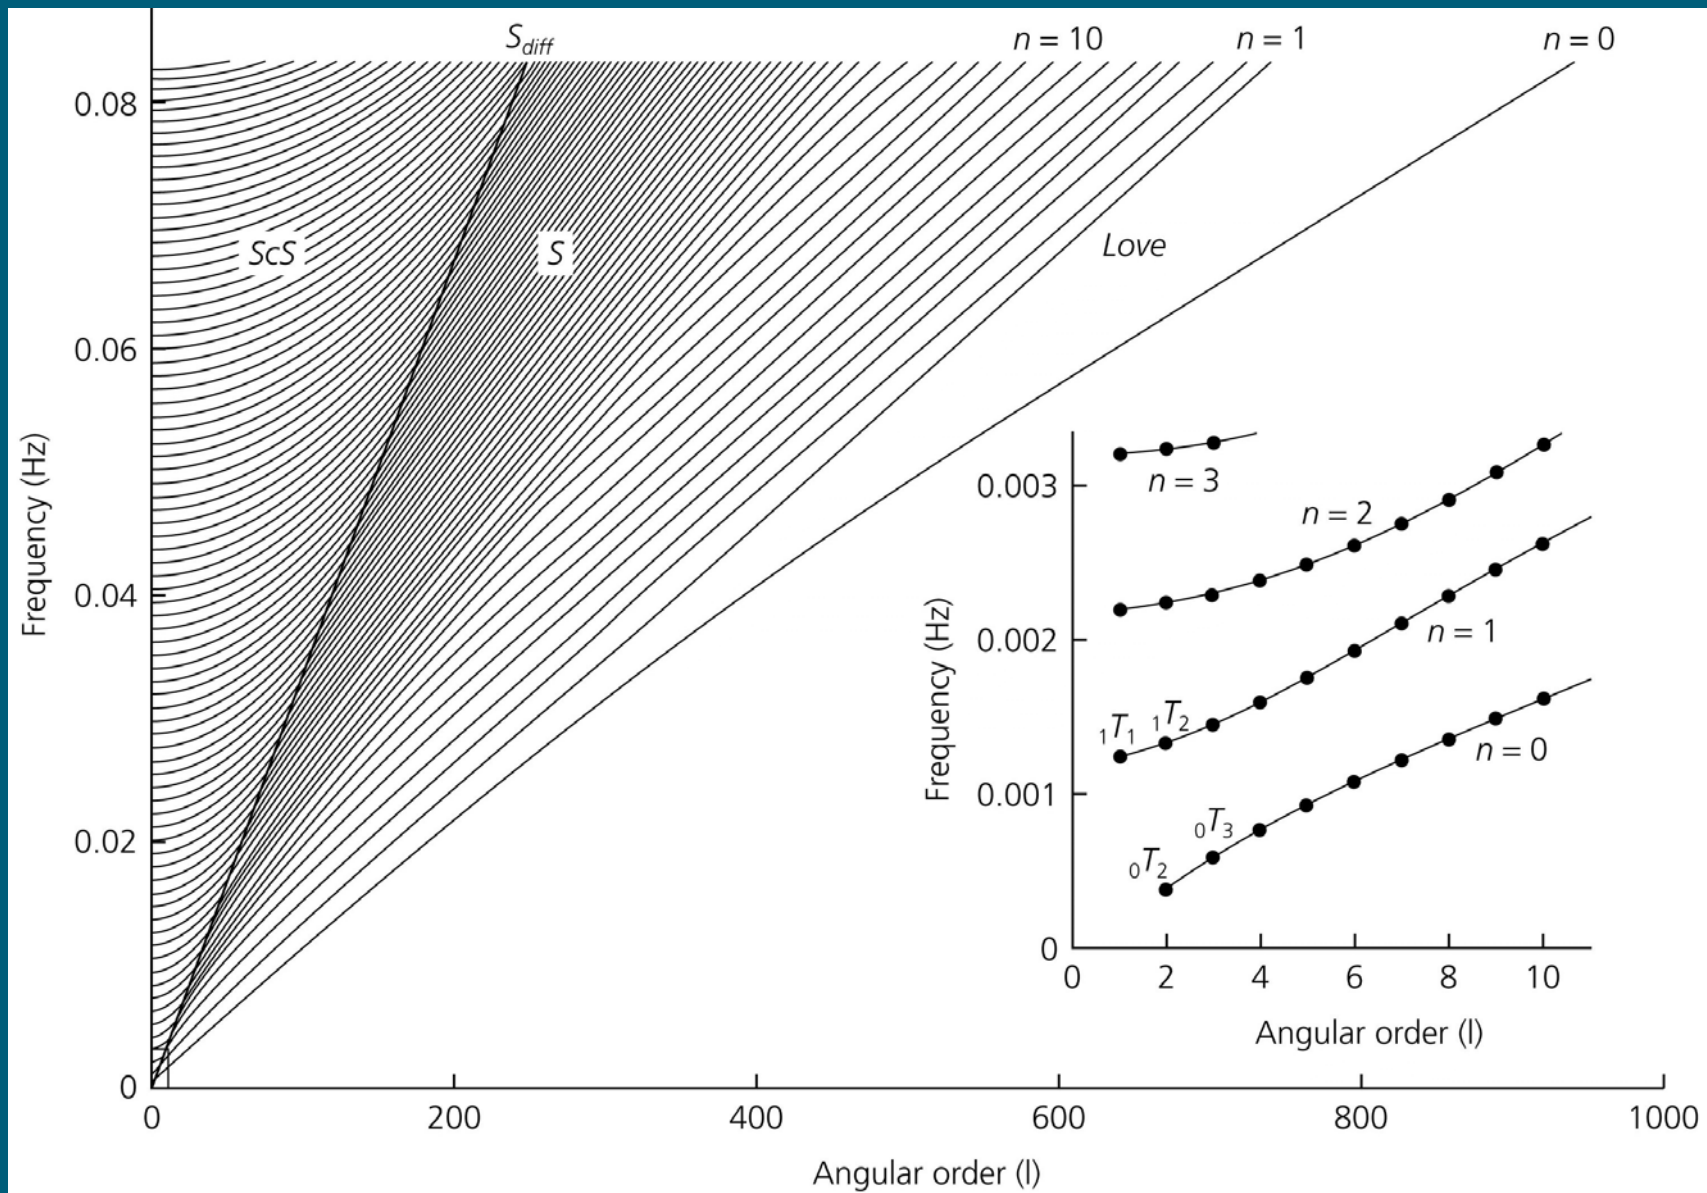 S_diff
n = 10
n = 1
n = 0
0.08
ScS
S
Love
0.06
Frequency (Hz)
0.04
0.02
0
0
200
400
600
800
1000
Angular order (l)
0.003
n = 3
n = 2
Frequency (Hz)
0.002
n = 1
₁T₁
₁T₂
0.001
n = 0
₀T₃
₀T₂
0
0
2
4
6
8
10
Angular order (l)